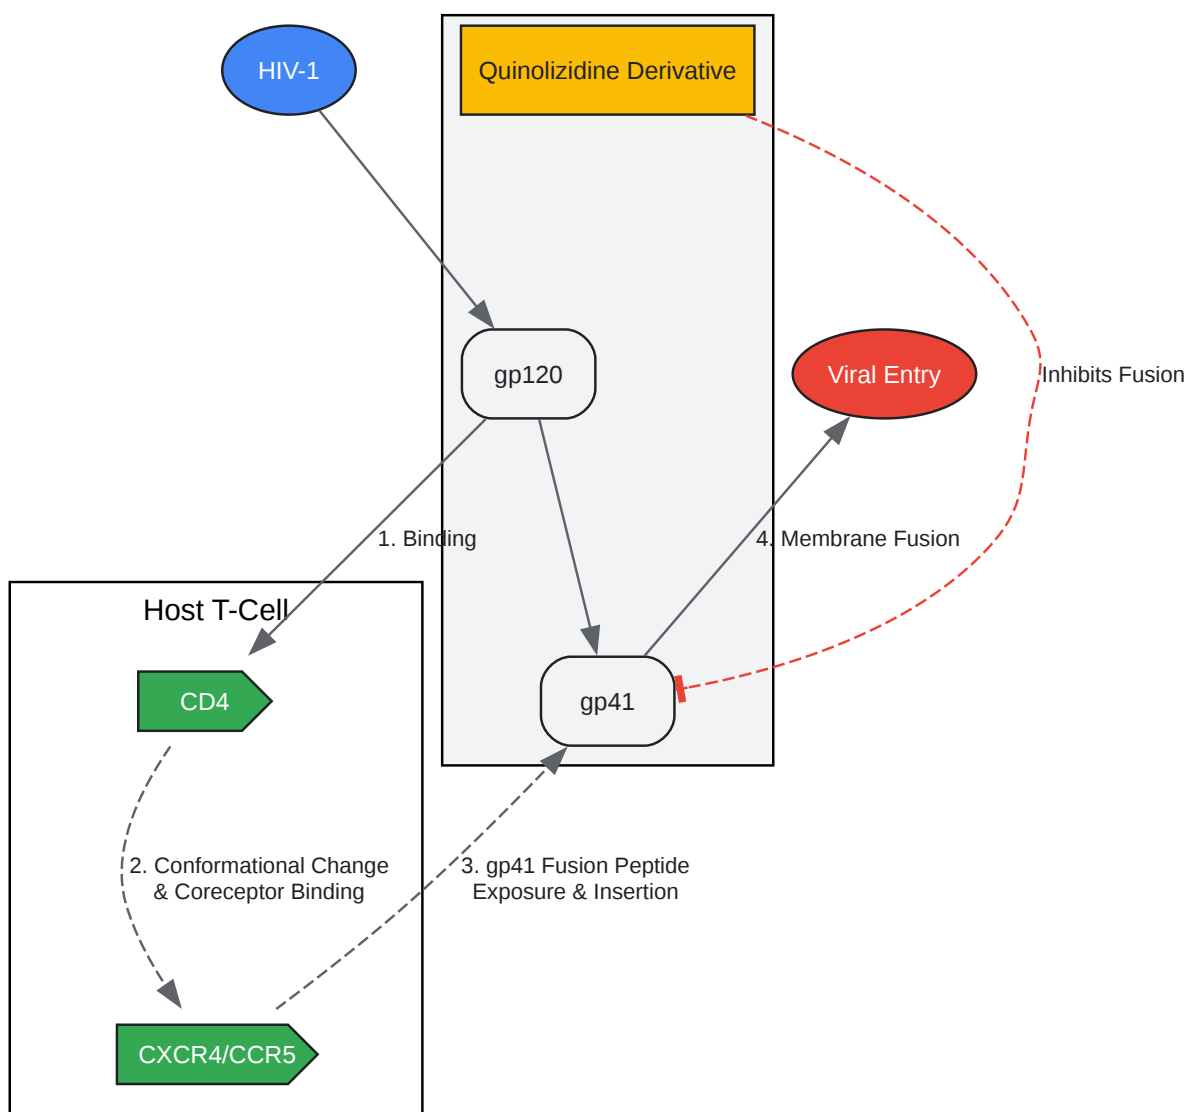 HIV-1
Quinolizidine Derivative
gp120
Viral Entry
Inhibits Fusion
1. Binding
4. Membrane Fusion
Host T-Cell
CD4
gp41
2. Conformational Change
& Coreceptor Binding
3. gp41 Fusion Peptide
Exposure & Insertion
CXCR4/CCR5